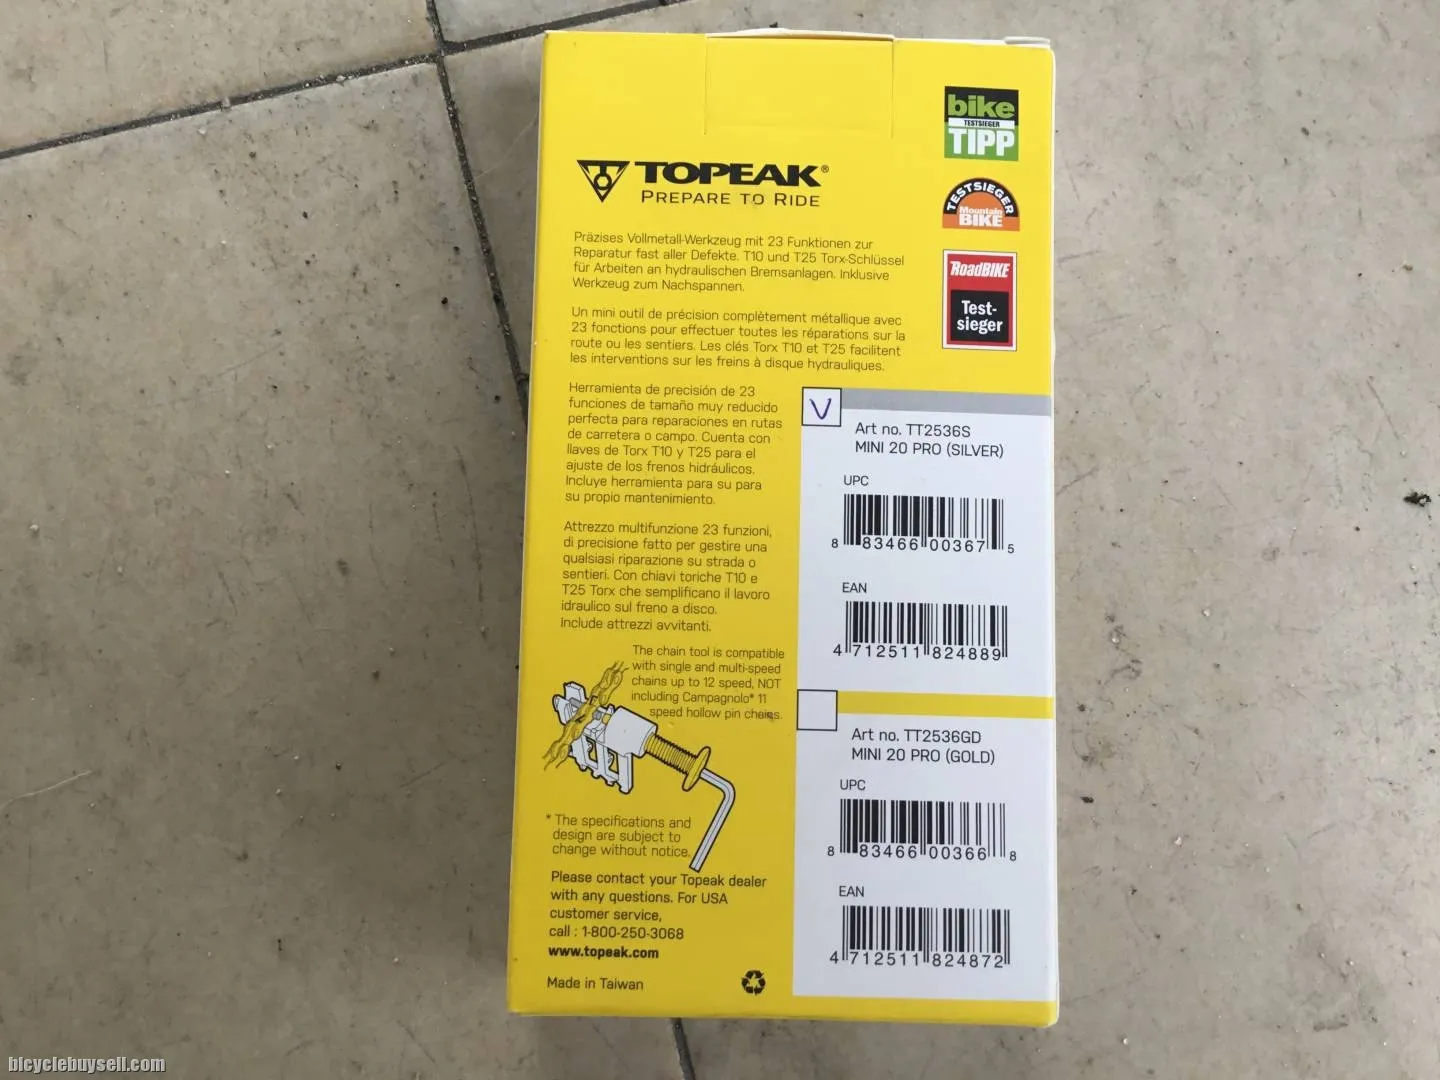 TOPEAK®
PREPARE TO RIDE
bike
TESTSIEGER
TIPP
TESTSIEGER
Mountain
BIKE
RoadBIKE
Test-
sieger
Präzises Vollmetall-Werkzeug mit 23 Funktionen zur
Reparatur fast aller Defekte. T10 und T25 Torx-Schlüssel
für Arbeiten an hydraulischen Bremsanlagen. Inklusive
Werkzeug zum Nachspannen.
Un mini outil de précision complètement métallique avec
23 fonctions pour effectuer toutes les réparations sur la
route ou les sentiers. Les clés Torx T10 et T25 facilitent
les interventions sur les freins à disque hydrauliques.
Herramienta de precisión de 23
funciones de tamaño muy reducido
perfecta para reparaciones en rutas
de carretera o campo. Cuenta con
llaves de Torx T10 y T25 para el
ajuste de los frenos hidráulicos.
Incluye herramienta para su para
su propio mantenimiento.
Attrezzo multifunzione 23 funzioni,
di precisione fatto per gestire una
qualsiasi riparazione su strada o
sentieri. Con chiavi toriche T10 e
T25 Torx che semplificano il lavoro
idraulico sul freno a disco.
Include attrezzi avvitanti.
The chain tool is compatible
with single and multi-speed
chains up to 12 speed, NOT
including Campagnolo* 11
speed hollow pin chains.
* The specifications and
design are subject to
change without notice.
Please contact your Topeak dealer
with any questions. For USA
customer service,
call : 1-800-250-3068
www.topeak.com
Made in Taiwan
V
Art no. TT2536S
MINI 20 PRO (SILVER)
UPC
8 83466 00367 5
EAN
4 712511 824889
Art no. TT2536GD
MINI 20 PRO (GOLD)
UPC
8 83466 00366 8
EAN
4 712511 824872
bicyclebuysell.com